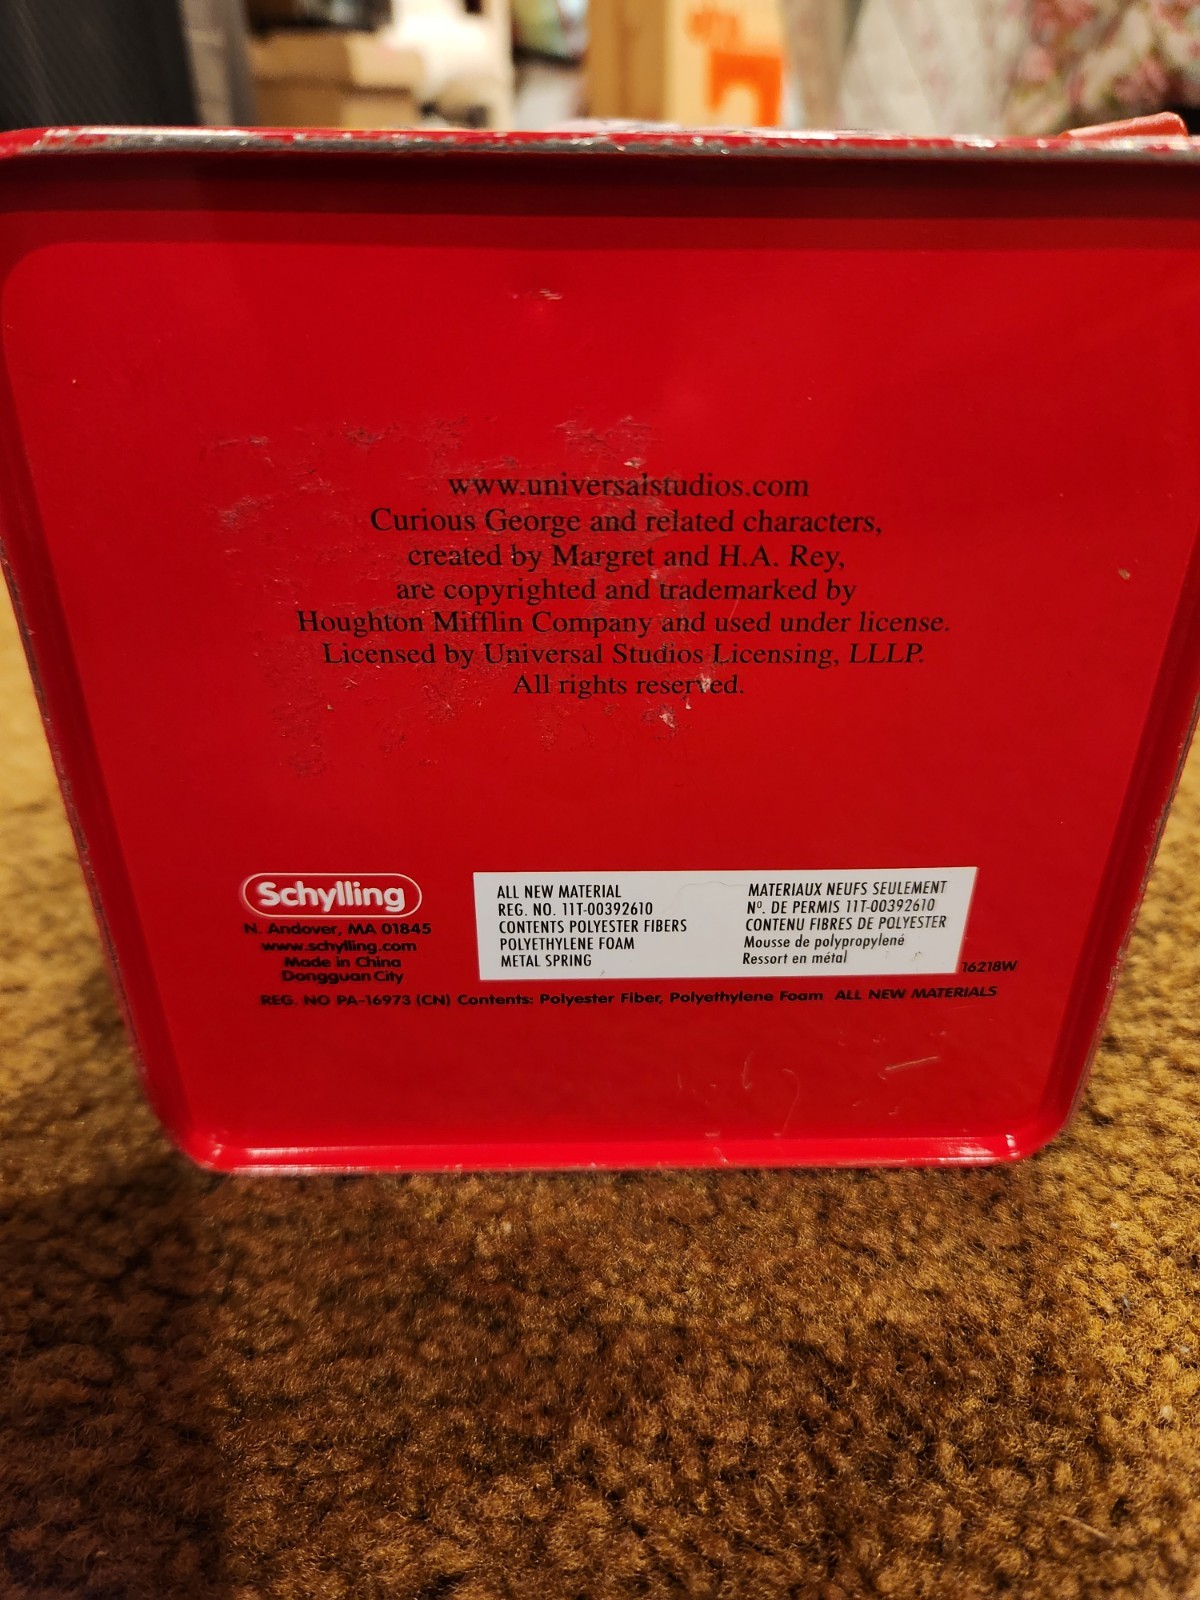 www.universalstudios.com
Curious George and related characters,
created by Margret and H.A. Rey,
are copyrighted and trademarked by
Houghton Mifflin Company and used under license.
Licensed by Universal Studios Licensing, LLLP.
All rights reserved.
Schylling
N. Andover, MA 01845
www.schylling.com
Made in China
Dongguan City
ALL NEW MATERIAL
REG. NO. 11T-00392610
CONTENTS POLYESTER FIBERS
POLYETHYLENE FOAM
METAL SPRING
MATERIAUX NEUFS SEULEMENT
Nº. DE PERMIS 11T-00392610
CONTENU FIBRES DE POLYESTER
Mousse de polypropylené
Ressort en métal
16218W
REG. NO PA-16973 (CN) Contents: Polyester Fiber, Polyethylene Foam ALL NEW MATERIALS